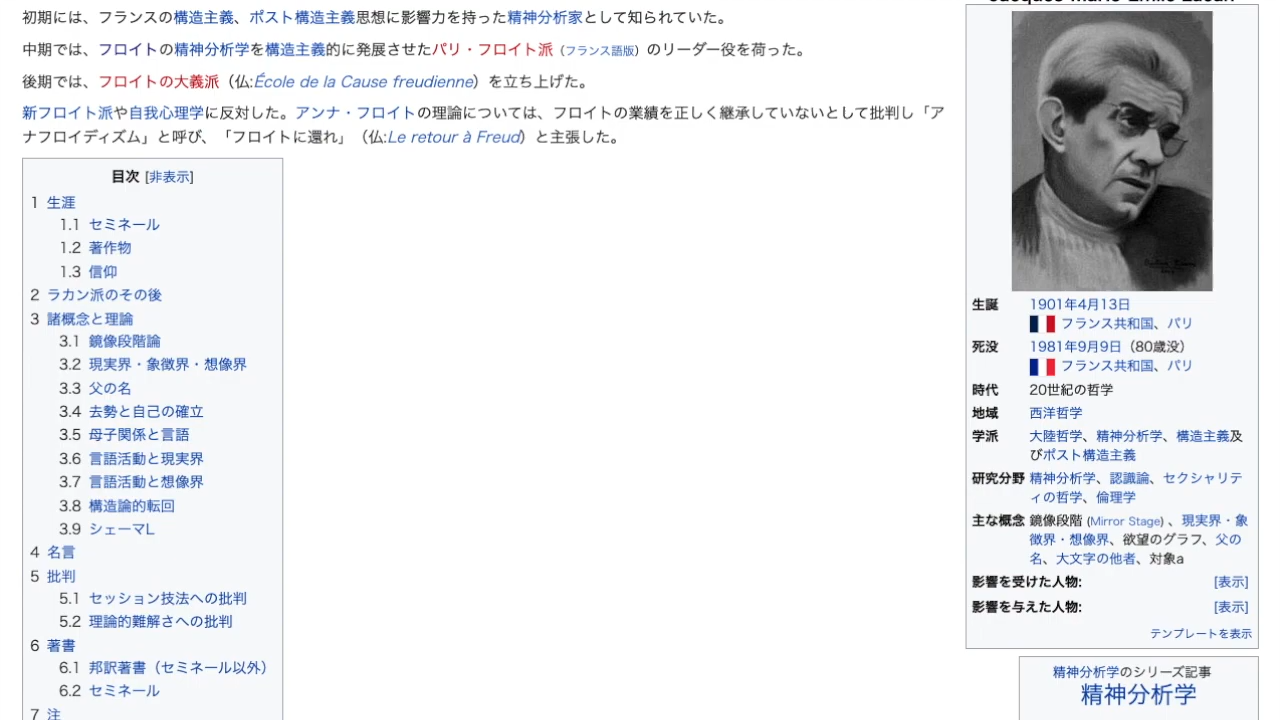 初期には、フランスの構造主義、ポスト構造主義思想に影響力を持った精神分析家として知られていた。
中期では、フロイトの精神分析学を構造主義的に発展させたパリ・フロイト派（フランス語版）のリーダー役を荷った。
後期では、フロイトの大義派（仏:École de la Cause freudienne）を立ち上げた。
新フロイト派や自我心理学に反対した。アンナ・フロイトの理論については、フロイトの業績を正しく継承していないとして批判し「ア
ナフロイディズム」と呼び、「フロイトに還れ」（仏:Le retour à Freud）と主張した。
目次 [非表示]
1 生涯
1.1 セミネール
1.2 著作物
1.3 信仰
2 ラカン派のその後
3 諸概念と理論
3.1 鏡像段階論
3.2 現実界・象徴界・想像界
3.3 父の名
3.4 去勢と自己の確立
3.5 母子関係と言語
3.6 言語活動と現実界
3.7 言語活動と想像界
3.8 構造論的転回
3.9 シェーマL
4 名言
5 批判
5.1 セッション技法への批判
5.2 理論的難解さへの批判
6 著書
6.1 邦訳著書（セミネール以外）
6.2 セミネール
7 注
生誕 1901年4月13日
フランス共和国、パリ
死没 1981年9月9日（80歳没）
フランス共和国、パリ
時代 20世紀の哲学
地域 西洋哲学
学派 大陸哲学、精神分析学、構造主義及
びポスト構造主義
研究分野 精神分析学、認識論、セクシャリテ
ィの哲学、倫理学
主な概念 鏡像段階 (Mirror Stage) 、現実界・象
徴界・想像界、欲望のグラフ、父の
名、大文字の他者、対象a
影響を受けた人物: [表示]
影響を与えた人物: [表示]
テンプレートを表示
精神分析学のシリーズ記事
精神分析学